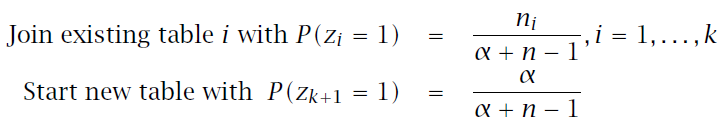 Join existing table i with P(z_i = 1) = n_i / (α + n − 1), i = 1, . . . , k
Start new table with P(z_{k+1} = 1) = α / (α + n − 1)